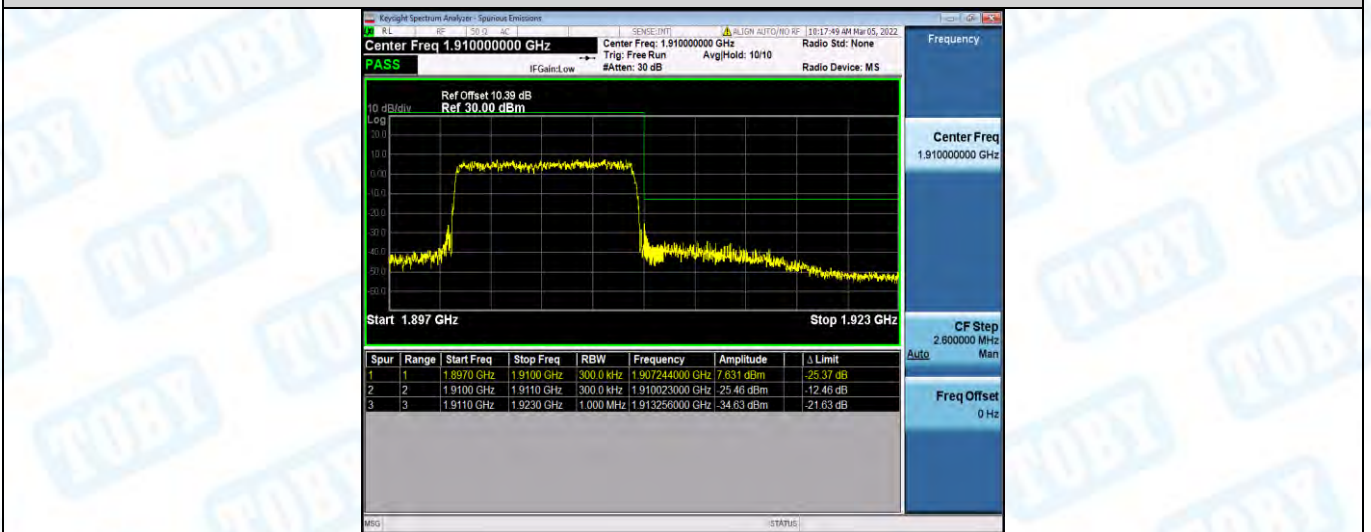 Keysight Spectrum Analyzer - Spurious Emissions
RL RF 50 Ω AC SENSE:INT ALIGN AUTO/NO RF 10:17:49 AM Mar 05, 2022
Center Freq 1.910000000 GHz
Center Freq: 1.910000000 GHz
Radio Std: None
Trig: Free Run
Avg|Hold: 10/10
PASS
IFGain:Low
#Atten: 30 dB
Radio Device: MS
Ref Offset 10.39 dB
10 dB/div Ref 30.00 dBm
Log
20.0
10.0
0.00
-10.0
-20.0
-30.0
-40.0
-50.0
-60.0
Start 1.897 GHz Stop 1.923 GHz
Spur Range Start Freq Stop Freq RBW Frequency Amplitude Δ Limit
1 1 1.8970 GHz 1.9100 GHz 300.0 kHz 1.907244000 GHz 7.631 dBm -25.37 dB
2 2 1.9100 GHz 1.9110 GHz 300.0 kHz 1.910023000 GHz -25.46 dBm -12.46 dB
3 3 1.9110 GHz 1.9230 GHz 1.000 MHz 1.913256000 GHz -34.63 dBm -21.63 dB
MSG STATUS
Frequency
Center Freq
1.910000000 GHz
CF Step
2.600000 MHz
Auto Man
Freq Offset
0 Hz
TOBY
TOBY
TOBY
TOBY
TOBY
TOBY
TOBY
TOBY